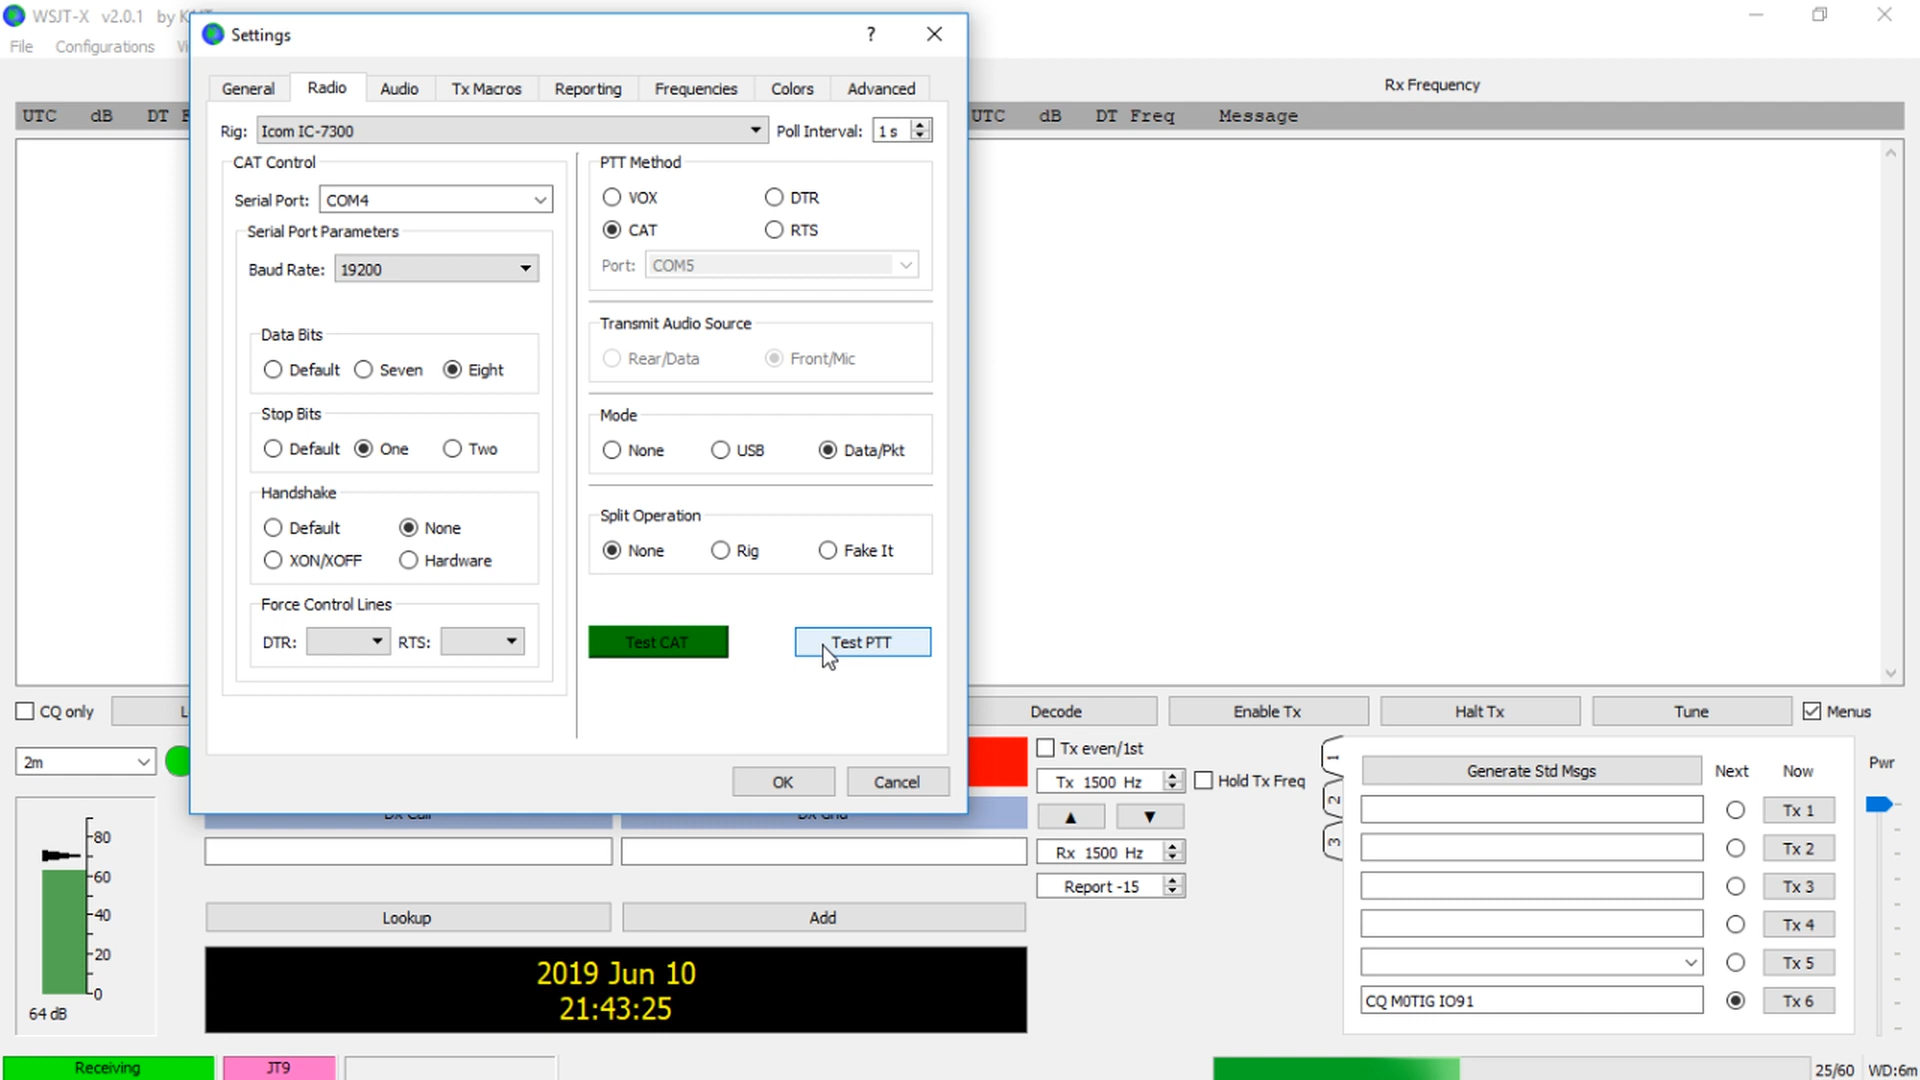 WSJT-X v2.0.1 by K
File Configurations Vi
Settings ?
General Radio Audio Tx Macros Reporting Frequencies Colors Advanced
Rx Frequency
UTC dB DT F
UTC dB DT Freq Message
Rig: Icom IC-7300 Poll Interval: 1 s
CAT Control
Serial Port: COM4
Serial Port Parameters
Baud Rate: 19200
Data Bits
Default Seven Eight
Stop Bits
Default One Two
Handshake
Default None
XON/XOFF Hardware
Force Control Lines
DTR: RTS:
PTT Method
VOX DTR
CAT RTS
Port: COM5
Transmit Audio Source
Rear/Data Front/Mic
Mode
None USB Data/Pkt
Split Operation
None Rig Fake It
Test CAT Test PTT
OK Cancel
CQ only L Decode Enable Tx Halt Tx Tune Menus
2m
Tx even/1st
Tx 1500 Hz Hold Tx Freq
Rx 1500 Hz
Report -15
Dx Call Dx Grid
Lookup Add
2019 Jun 10
21:43:25
80
60
40
20
0
64 dB
1
2
3
Generate Std Msgs Next Now Pwr
Tx 1
Tx 2
Tx 3
Tx 4
Tx 5
CQ M0TIG IO91 Tx 6
Receiving JT9 25/60 WD:6m